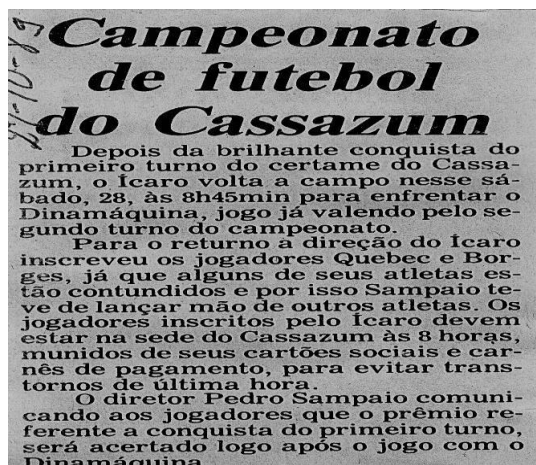 27-10-89
Campeonato
de futebol
do Cassazum
Depois da brilhante conquista do
primeiro turno do certame do Cassa-
zum, o Ícaro volta a campo nesse sá-
bado, 28, às 8h45min para enfrentar o
Dinamáquina, jogo já valendo pelo se-
gundo turno do campeonato.
Para o returno a direção do Ícaro
inscreveu os jogadores Quebec e Bor-
ges, já que alguns de seus atletas es-
tão contundidos e por isso Sampaio te-
ve de lançar mão de outros atletas. Os
jogadores inscritos pelo Ícaro devem
estar na sede do Cassazum às 8 horas,
munidos de seus cartões sociais e car-
nês de pagamento, para evitar trans-
tornos de última hora.
O diretor Pedro Sampaio comuni-
cando aos jogadores que o prêmio re-
ferente a conquista do primeiro turno,
será acertado logo após o jogo com o
Dinamáquina